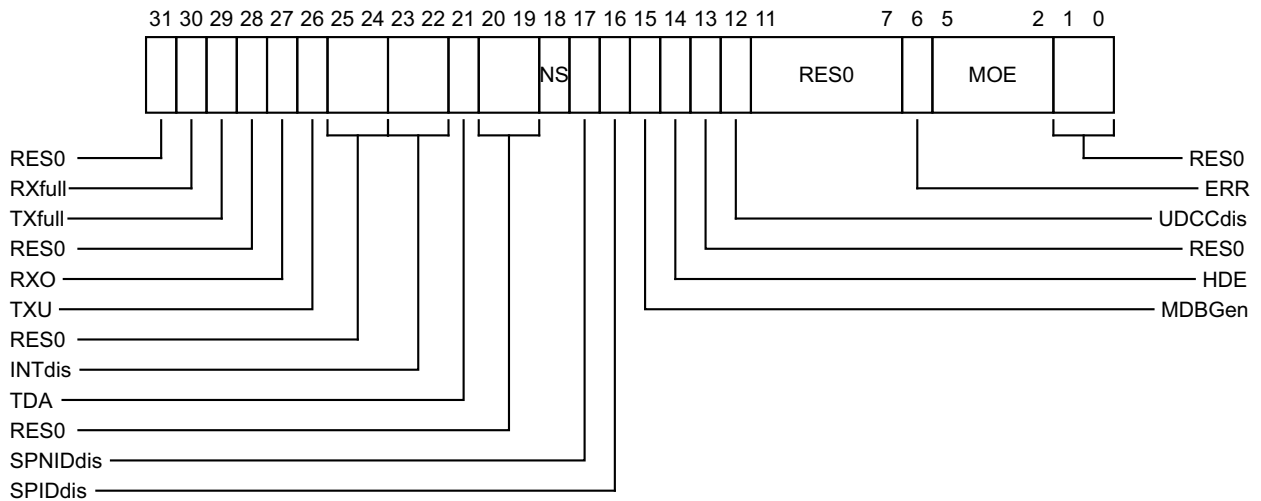 31 30 29 28 27 26 25 24 23 22 21 20 19 18 17 16 15 14 13 12 11 7 6 5 2 1 0
NS RES0 MOE
RES0 RES0
RXfull ERR
TXfull UDCCdis
RES0 RES0
RXO HDE
TXU MDBGen
RES0
INTdis
TDA
RES0
SPNIDdis
SPIDdis